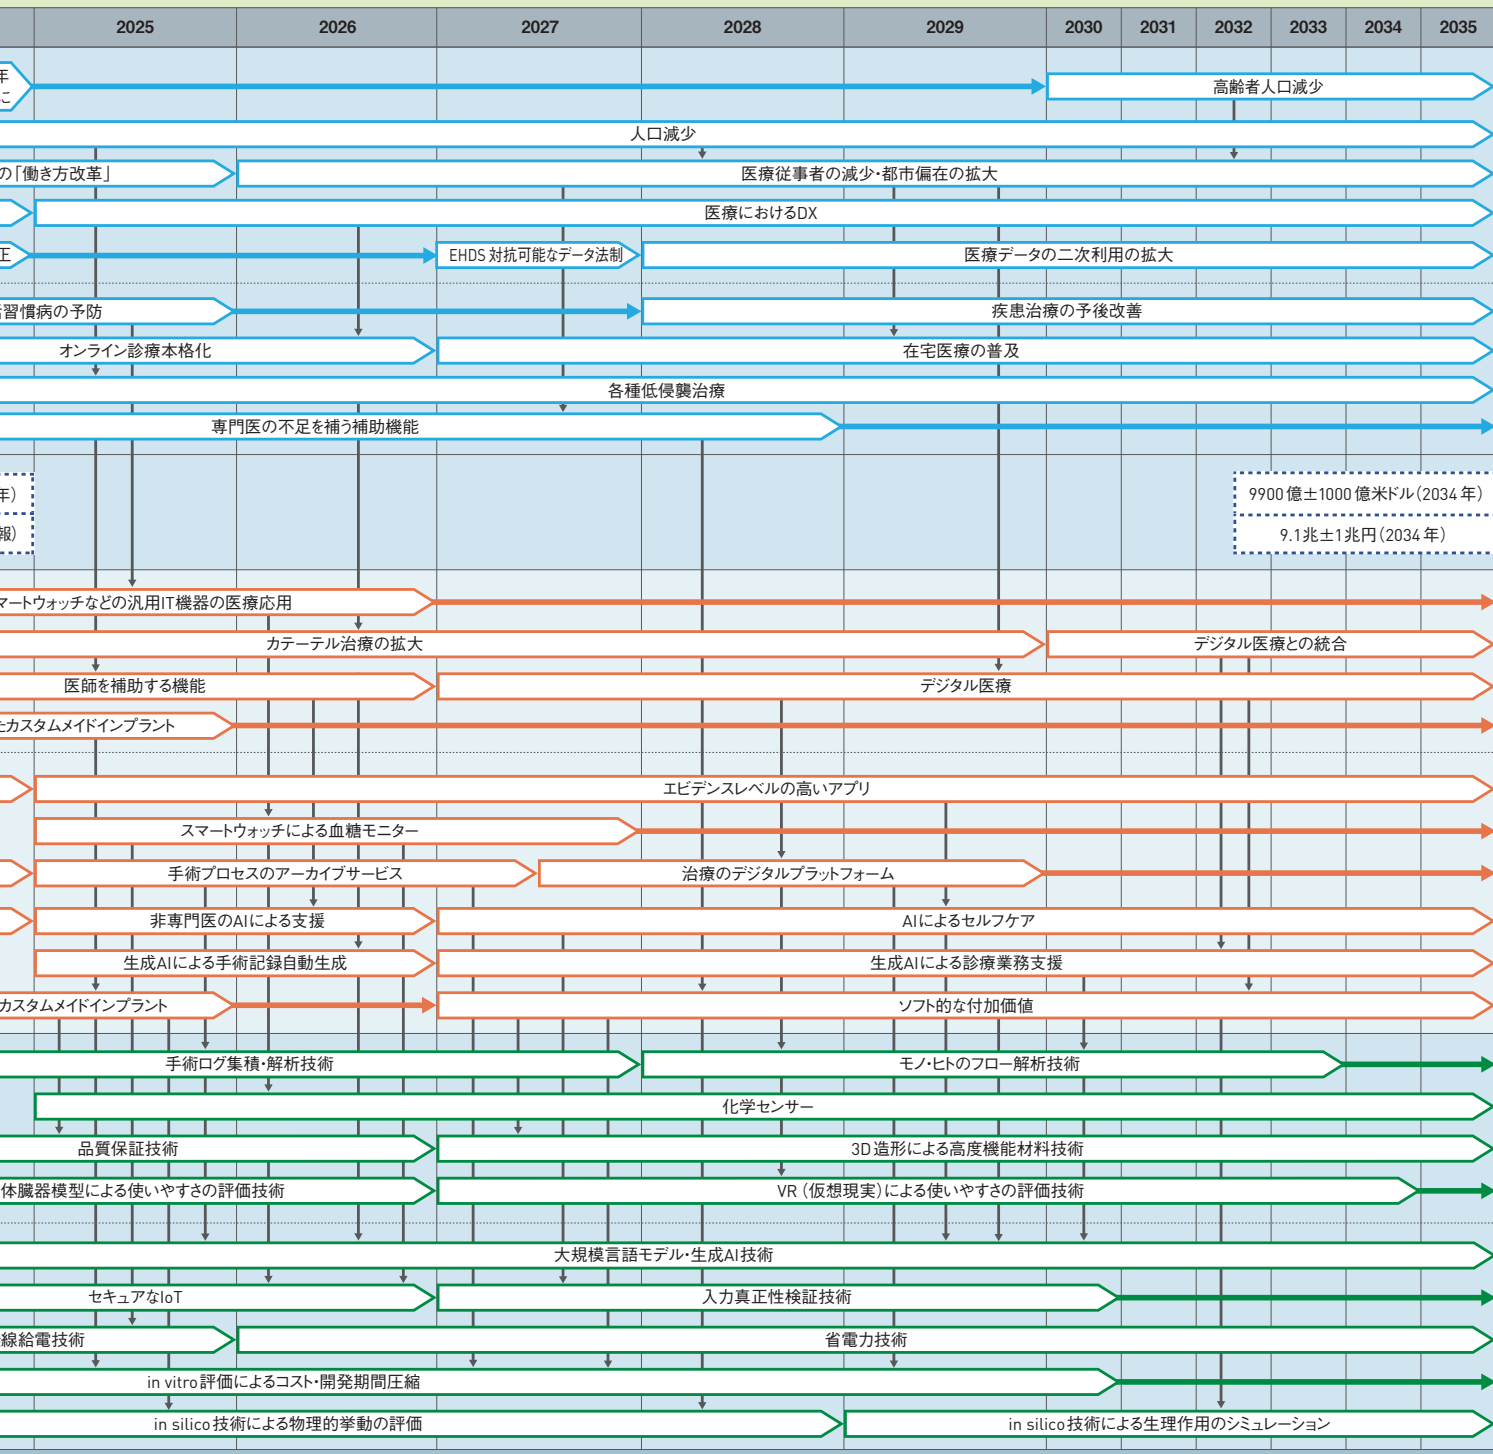 2025 2026 2027 2028 2029 2030 2031 2032 2033 2034 2035
年
に
高齢者人口減少
人口減少
の「働き方改革」
医療従事者の減少・都市偏在の拡大
医療におけるDX
正
EHDS対抗可能なデータ法制
医療データの二次利用の拡大
習慣病の予防
疾患治療の予後改善
オンライン診療本格化
在宅医療の普及
各種低侵襲治療
専門医の不足を補う補助機能
年）
9900億±1000億米ドル（2034年）
報）
9.1兆±1兆円（2034年）
マートウォッチなどの汎用IT機器の医療応用
カテーテル治療の拡大
デジタル医療との統合
医師を補助する機能
デジタル医療
たカスタムメイドインプラント
エビデンスレベルの高いアプリ
スマートウォッチによる血糖モニター
手術プロセスのアーカイブサービス
治療のデジタルプラットフォーム
非専門医のAIによる支援
AIによるセルフケア
生成AIによる手術記録自動生成
生成AIによる診療業務支援
カスタムメイドインプラント
ソフト的な付加価値
手術ログ集積・解析技術
モノ・ヒトのフロー解析技術
化学センサー
品質保証技術
3D造形による高度機能材料技術
体臓器模型による使いやすさの評価技術
VR（仮想現実）による使いやすさの評価技術
大規模言語モデル・生成AI技術
セキュアなIoT
入力真正性検証技術
線給電技術
省電力技術
in vitro評価によるコスト・開発期間圧縮
in silico技術による物理的挙動の評価
in silico技術による生理作用のシミュレーション